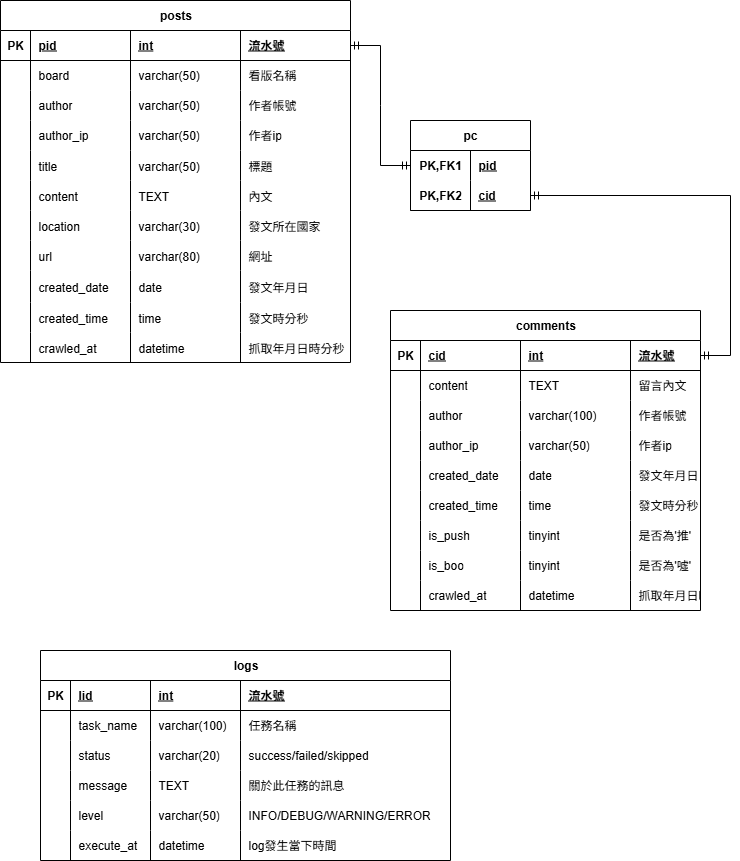 posts
PK pid int 流水號
board varchar(50) 看版名稱
author varchar(50) 作者帳號
author_ip varchar(50) 作者ip
title varchar(50) 標題
content TEXT 內文
location varchar(30) 發文所在國家
url varchar(80) 網址
created_date date 發文年月日
created_time time 發文時分秒
crawled_at datetime 抓取年月日時分秒
pc
PK,FK1 pid
PK,FK2 cid
comments
PK cid int 流水號
content TEXT 留言內文
author varchar(100) 作者帳號
author_ip varchar(50) 作者ip
created_date date 發文年月日
created_time time 發文時分秒
is_push tinyint 是否為'推'
is_boo tinyint 是否為'噓'
crawled_at datetime 抓取年月日
logs
PK lid int 流水號
task_name varchar(100) 任務名稱
status varchar(20) success/failed/skipped
message TEXT 關於此任務的訊息
level varchar(50) INFO/DEBUG/WARNING/ERROR
execute_at datetime log發生當下時間